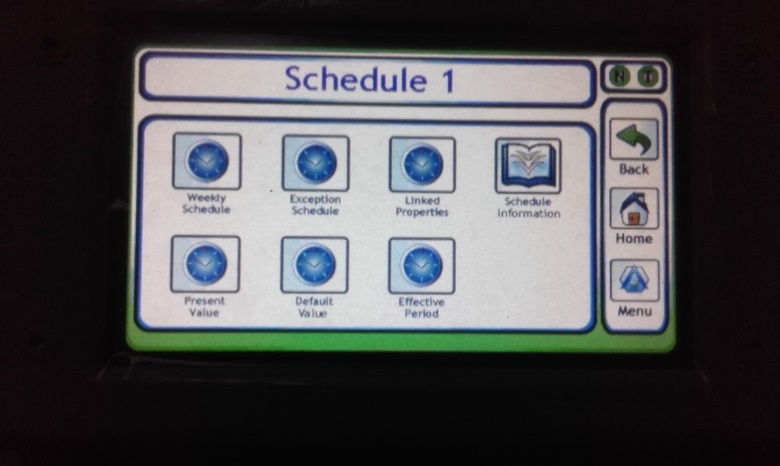 Schedule 1
N T
Weekly
Schedule
Exception
Schedule
Linked
Properties
Schedule
Information
Present
Value
Default
Value
Effective
Period
Back
Home
Menu